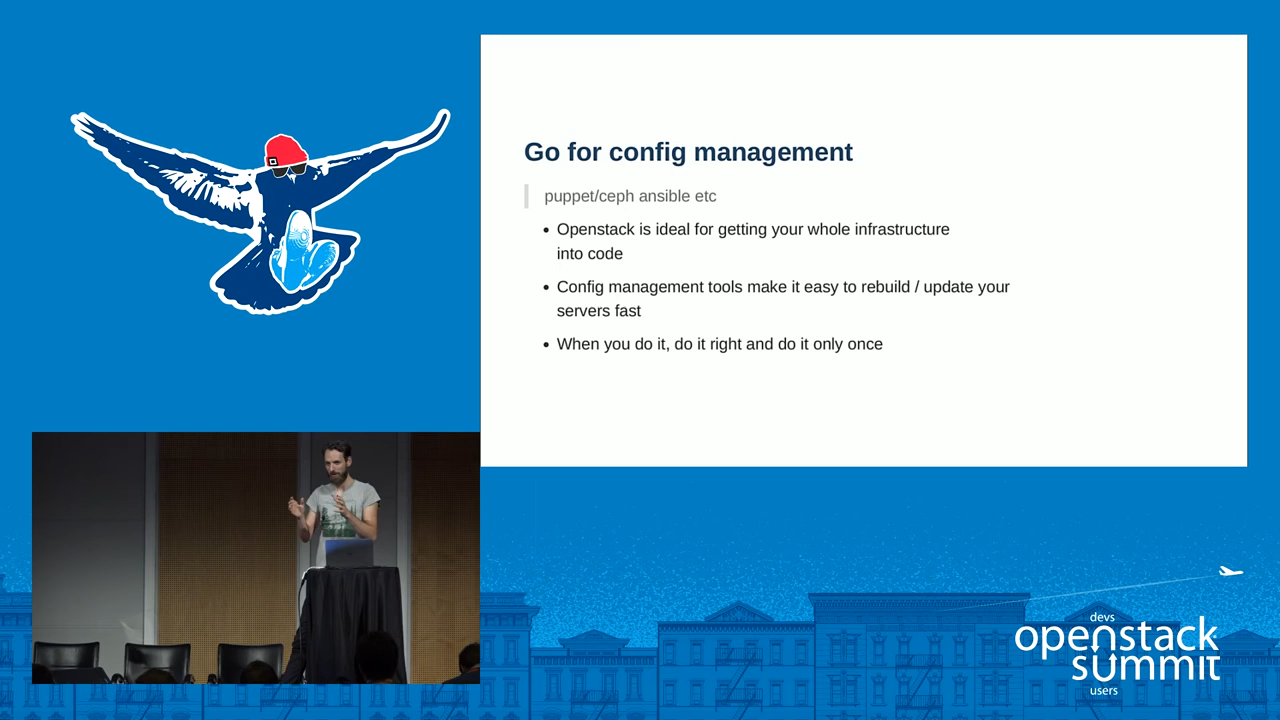 Go for config management
puppet/ceph ansible etc
• Openstack is ideal for getting your whole infrastructure
into code
• Config management tools make it easy to rebuild / update your
servers fast
• When you do it, do it right and do it only once
devs
openstack
summit
users